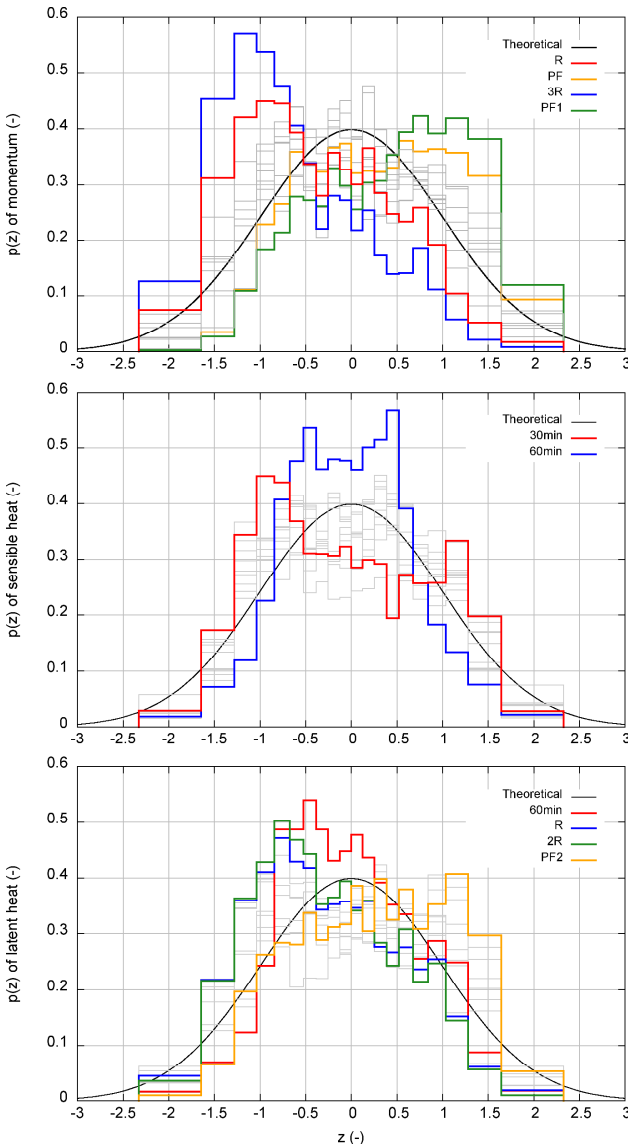 0.6
0.5
0.4
0.3
0.2
0.1
0
p(z) of momentum (-)
Theoretical
R
PF
3R
PF1
-3 -2.5 -2 -1.5 -1 -0.5 0 0.5 1 1.5 2 2.5 3
0.6
0.5
0.4
0.3
0.2
0.1
0
p(z) of sensible heat (-)
Theoretical
30min
60min
-3 -2.5 -2 -1.5 -1 -0.5 0 0.5 1 1.5 2 2.5 3
0.6
0.5
0.4
0.3
0.2
0.1
0
p(z) of latent heat (-)
Theoretical
60min
R
2R
PF2
-3 -2.5 -2 -1.5 -1 -0.5 0 0.5 1 1.5 2 2.5 3
z (-)